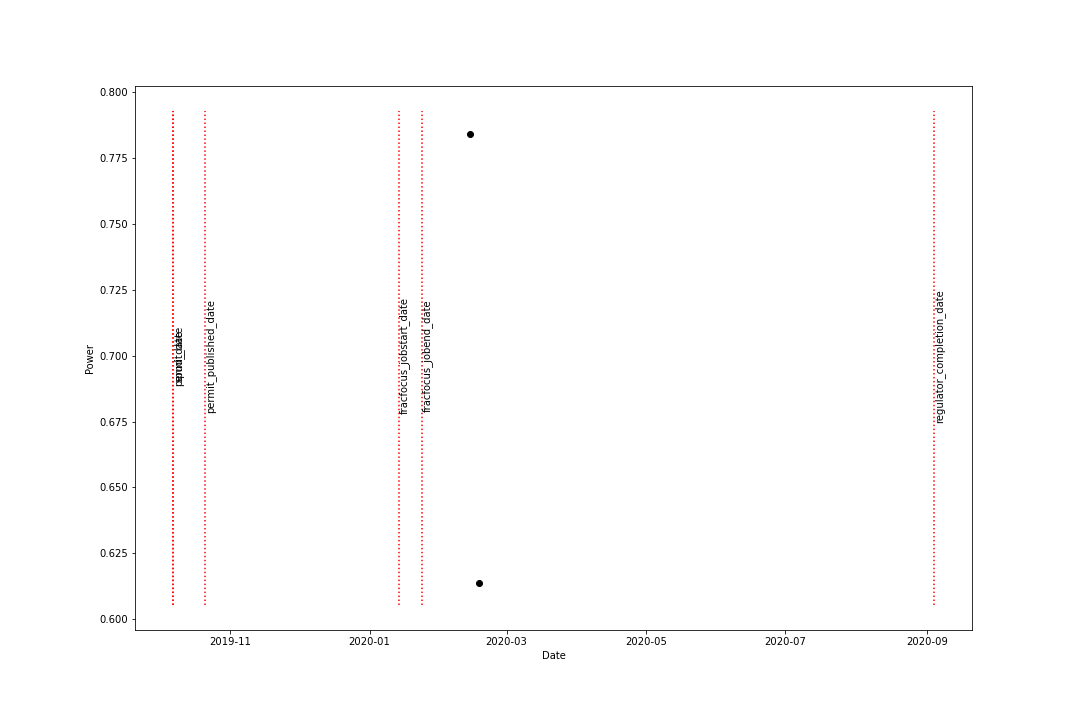 0.800
0.775
0.750
0.725
0.700
0.675
0.650
0.625
0.600
Power
permit_published_date
fracfocus_jobstart_date
fracfocus_jobend_date
regulator_completion_date
2019-11
2020-01
2020-03
2020-05
2020-07
2020-09
Date